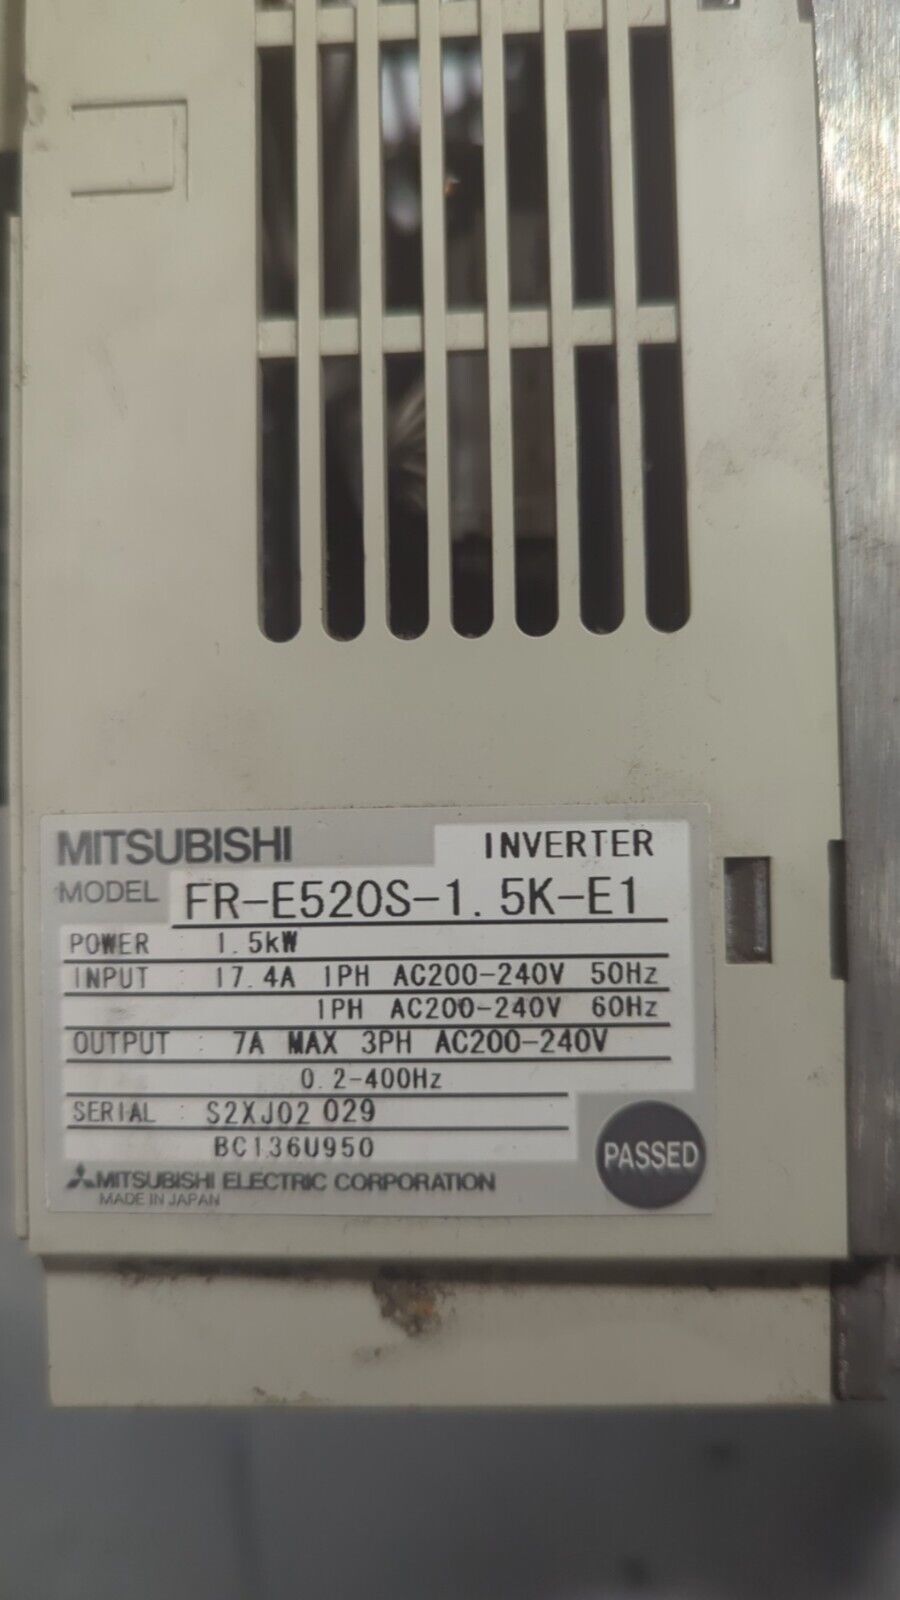 MITSUBISHI INVERTER
MODEL FR-E520S-1.5K-E1
POWER 1.5kW
INPUT : 17.4A 1PH AC200-240V 50Hz
1PH AC200-240V 60Hz
OUTPUT : 7A MAX 3PH AC200-240V
0.2-400Hz
SERIAL : S2XJ02 029
BC136U950
PASSED
MITSUBISHI ELECTRIC CORPORATION
MADE IN JAPAN